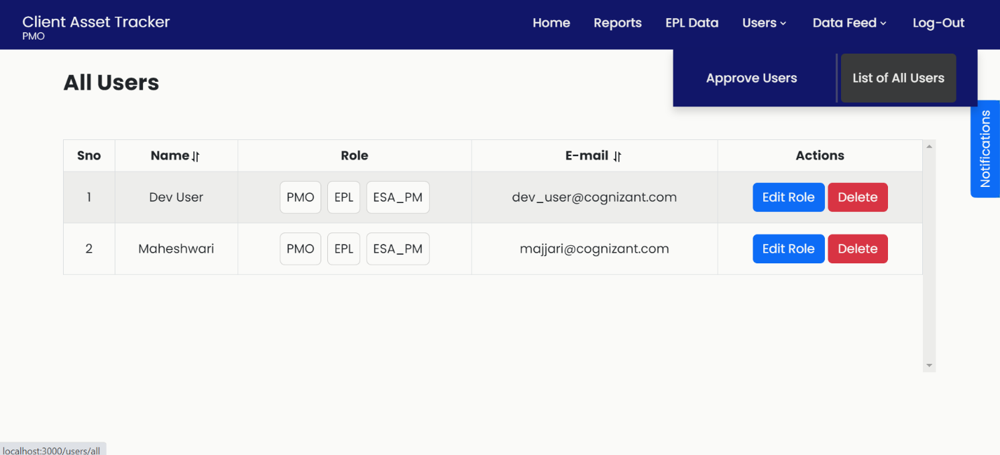 Client Asset Tracker
PMO
Home Reports EPL Data Users Data Feed Log-Out
Approve Users List of All Users
All Users
Notifications
Sno Name Role E-mail Actions
1 Dev User PMO EPL ESA_PM dev_user@cognizant.com Edit Role Delete
2 Maheshwari PMO EPL ESA_PM majjari@cognizant.com Edit Role Delete
localhost:3000/users/all